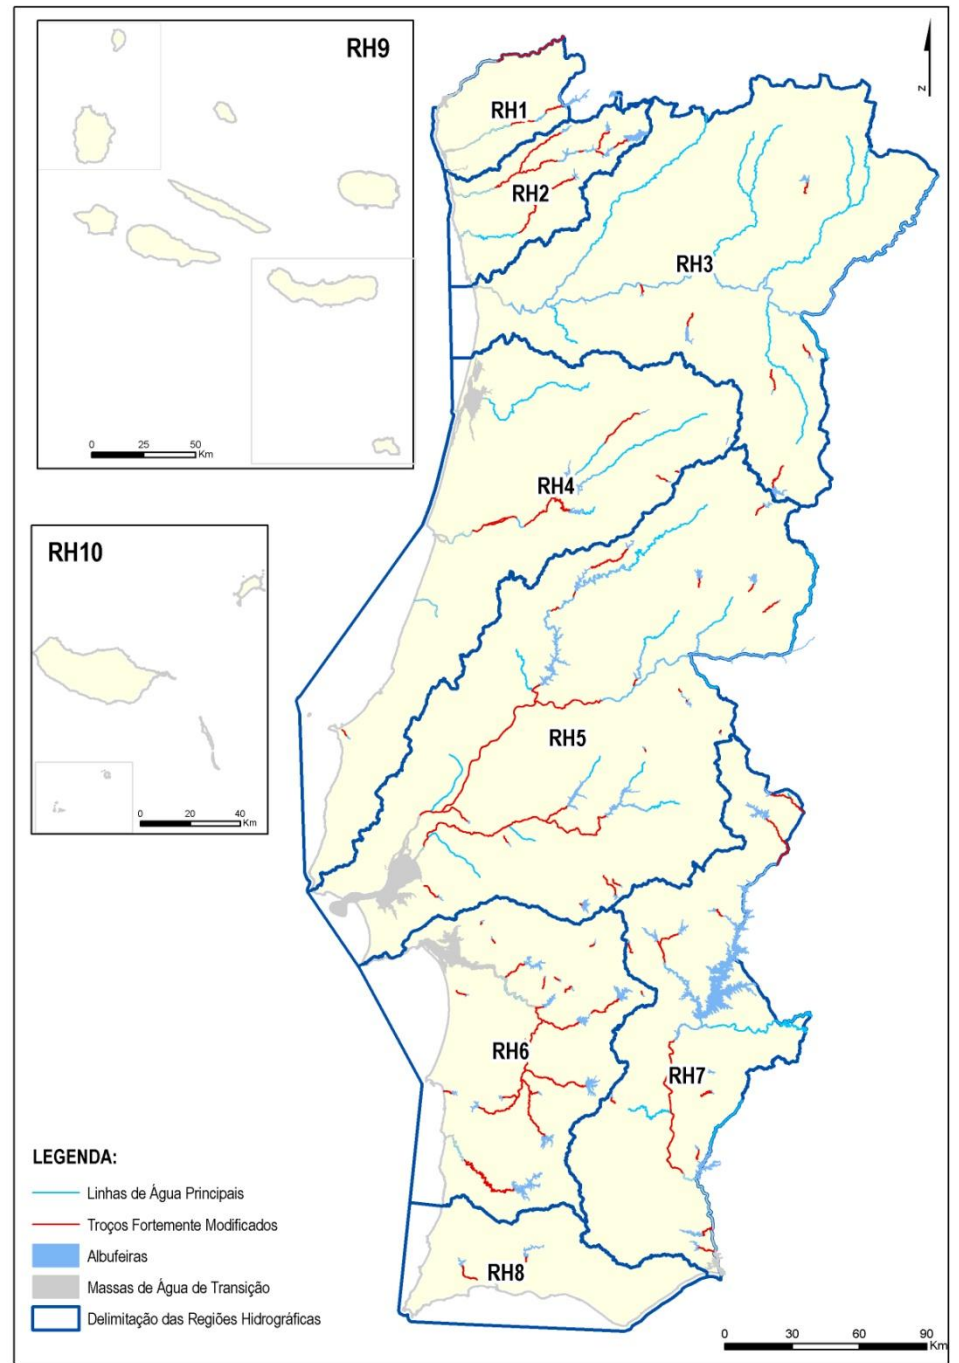 RH9
N
RH1
RH2
RH3
0 25 50
Km
RH4
RH10
RH5
0 20 40
Km
RH6
RH7
LEGENDA:
Linhas de Água Principais
Troços Fortemente Modificados
Albufeiras
Massas de Água de Transição
Delimitação das Regiões Hidrográficas
RH8
0 30 60 90
Km